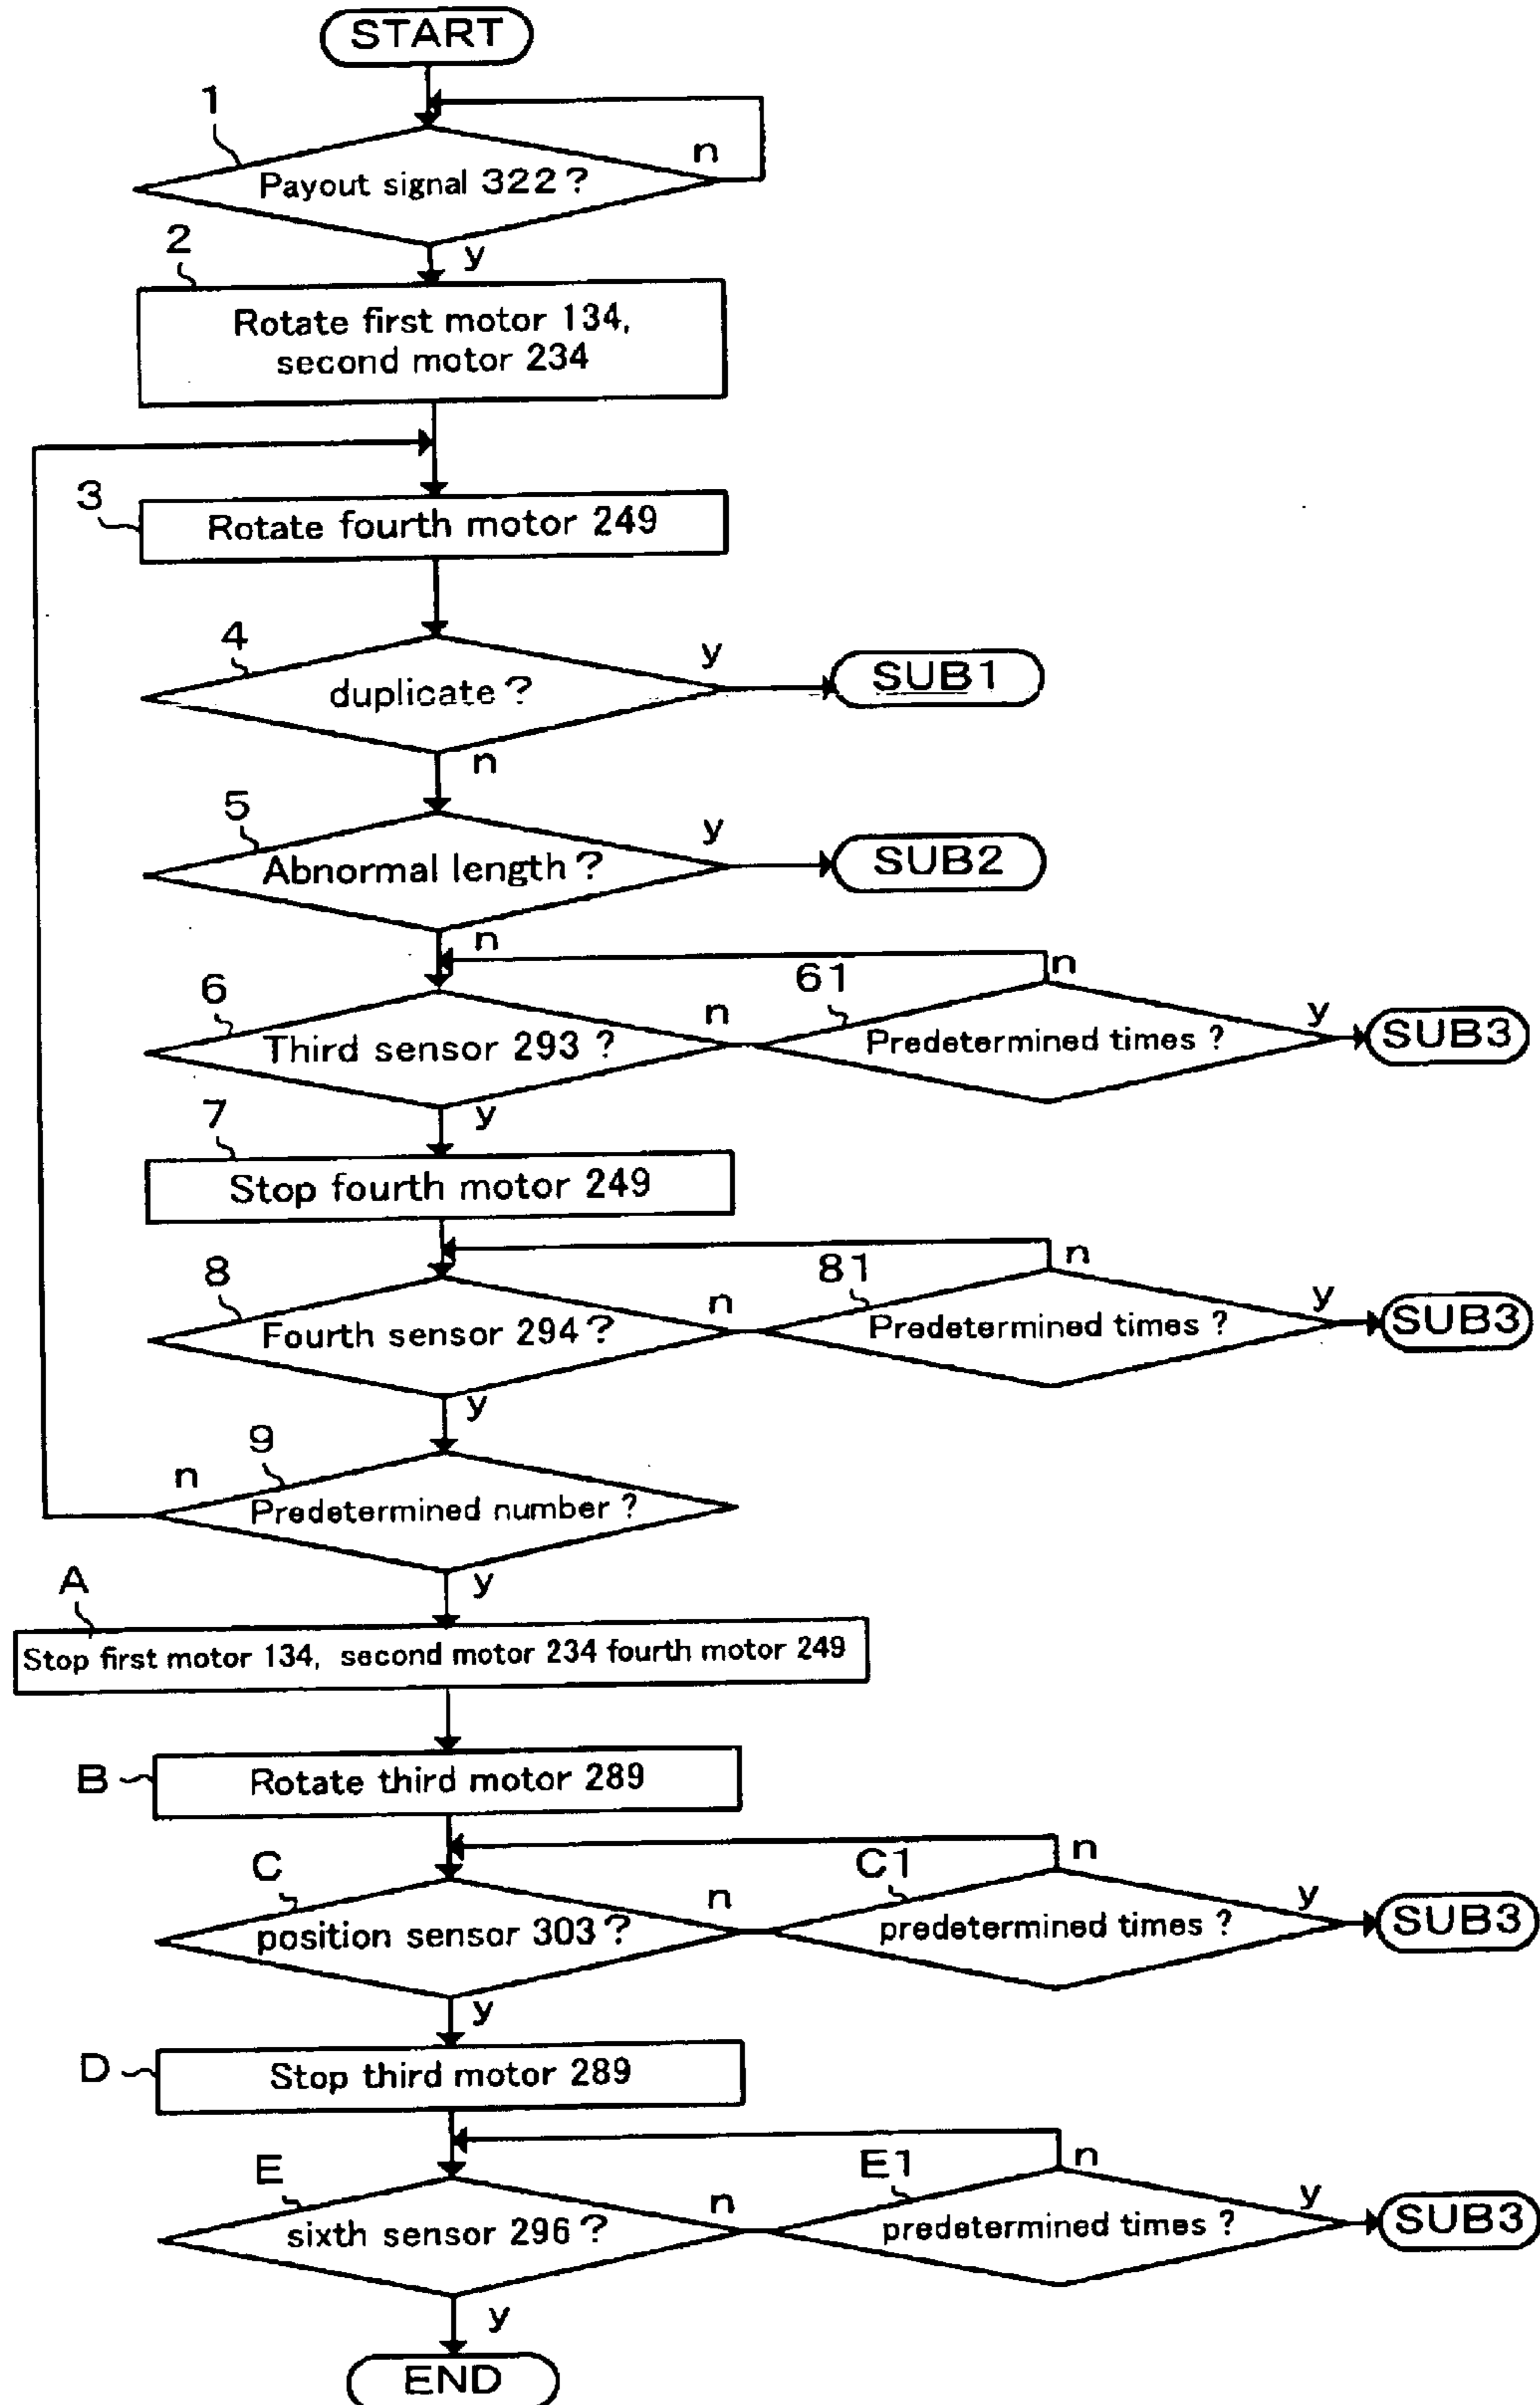 START
1
n
Payout signal 322?
y
2
Rotate first motor 134,
second motor 234
3
Rotate fourth motor 249
4
y
duplicate?
SUB1
n
5
y
Abnormal length?
SUB2
n
n
6
61
n
y
Third sensor 293?
Predetermined times?
SUB3
y
7
Stop fourth motor 249
n
8
81
n
y
Fourth sensor 294?
Predetermined times?
SUB3
y
9
n
Predetermined number?
y
A
Stop first motor 134, second motor 234 fourth motor 249
B
Rotate third motor 289
n
C
C1
n
y
position sensor 303?
predetermined times?
SUB3
y
D
Stop third motor 289
n
E
E1
n
y
sixth sensor 296?
predetermined times?
SUB3
y
END